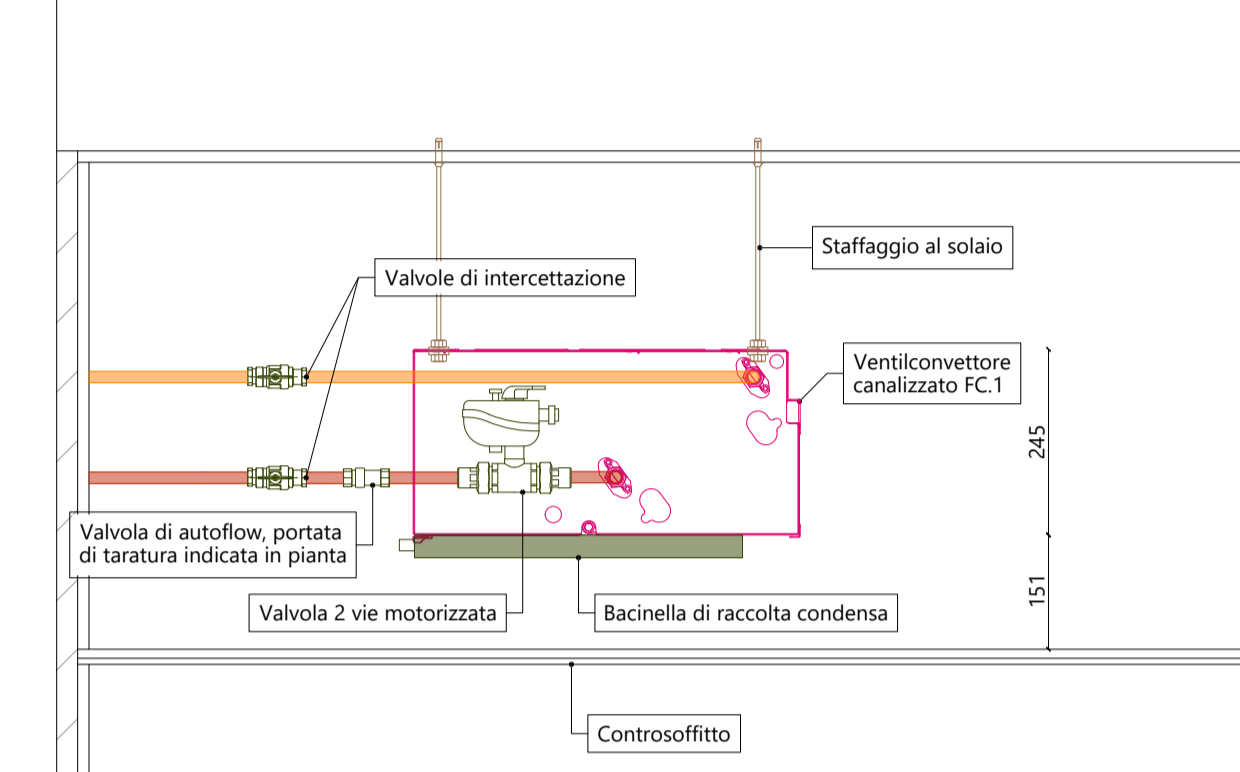 Staffaggio al solaio
Valvole di intercettazione
Ventilconvettore
canalizzato FC.1
245
Valvola di autoflow, portata
di taratura indicata in pianta
151
Valvola 2 vie motorizzata
Bacinella di raccolta condensa
Controsoffitto